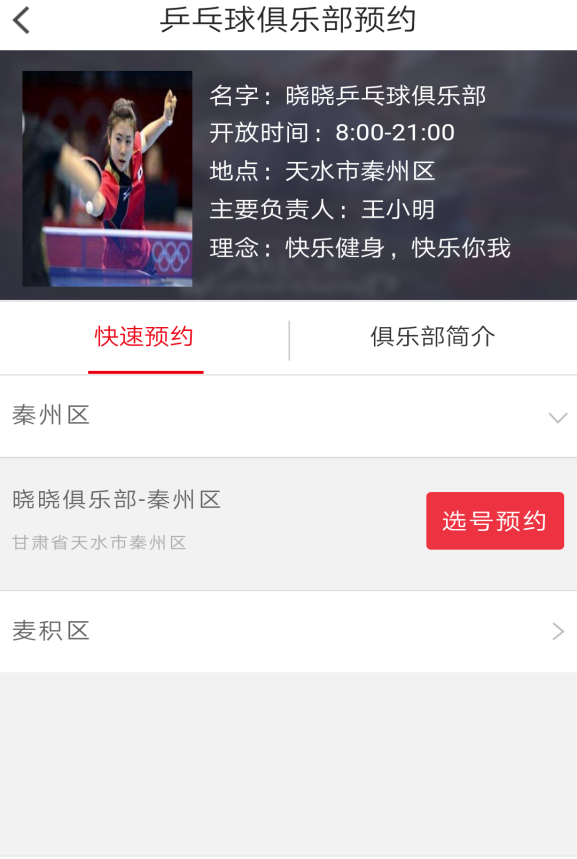 乒乓球俱乐部预约
名字：晓晓乒乓球俱乐部
开放时间：8:00-21:00
地点：天水市秦州区
主要负责人：王小明
理念：快乐健身，快乐你我
快速预约
俱乐部简介
秦州区
晓晓俱乐部-秦州区
选号预约
甘肃省天水市秦州区
麦积区